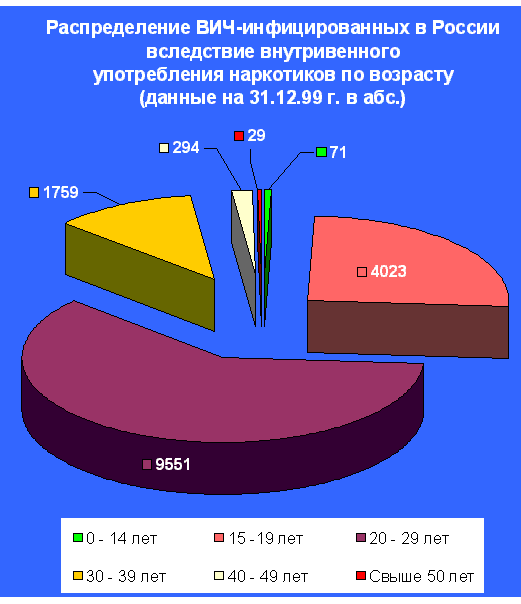 Распределение ВИЧ-инфицированных в России
вследствие внутривенного
употребления наркотиков по возрасту
(данные на 31.12.99 г. в абс.)
29
294
71
1759
4023
9551
0 - 14 лет
15 -19 лет
20 - 29 лет
30 - 39 лет
40 - 49 лет
Свыше 50 лет